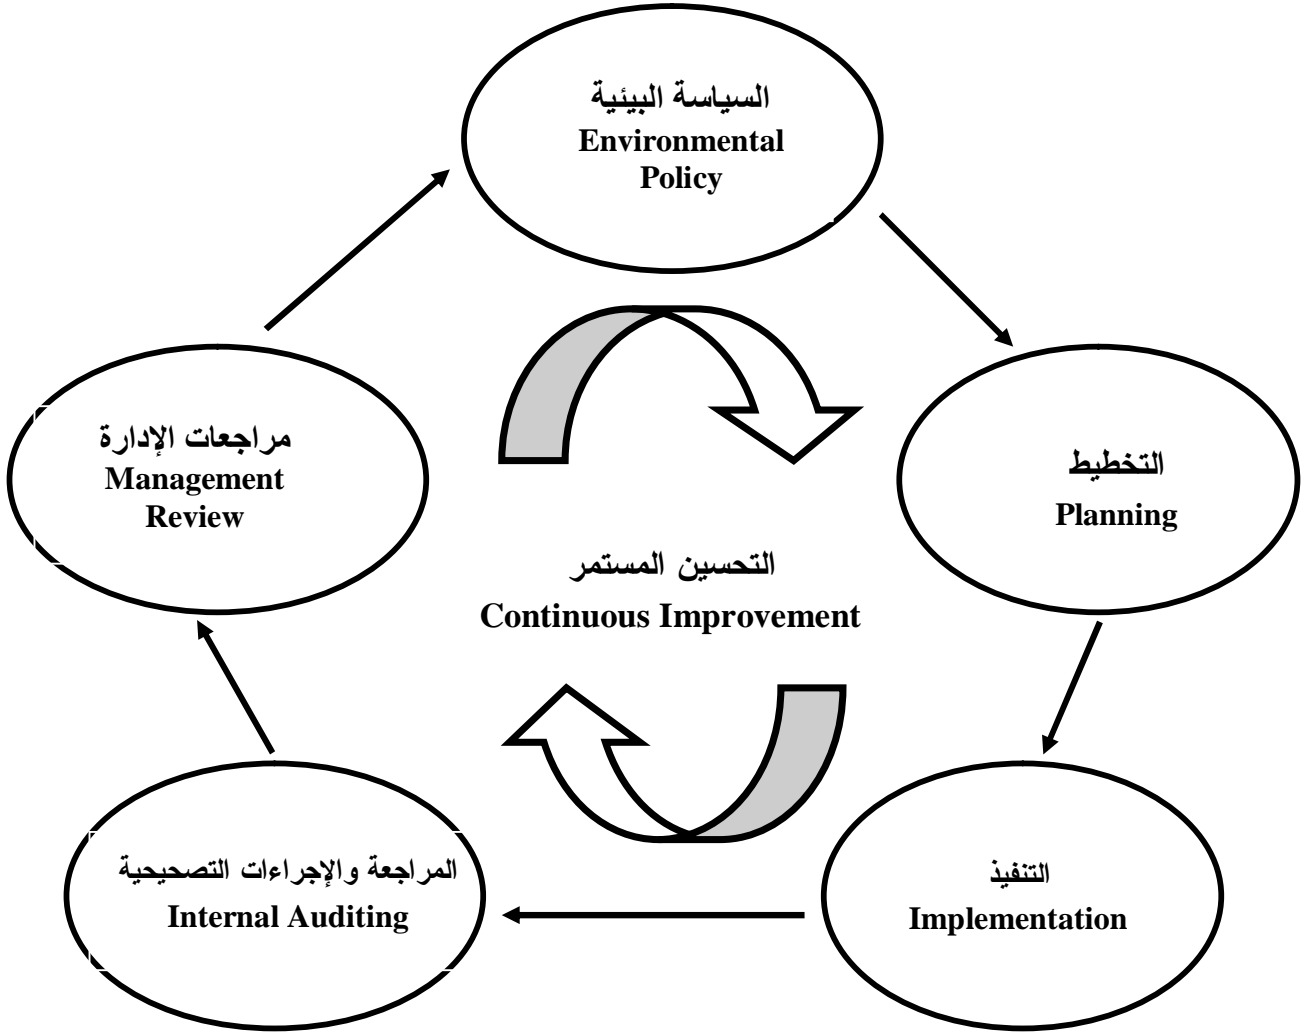 السياسة البيئية
Environmental
Policy
مراجعات الإدارة
Management
Review
التخطيط
Planning
التحسين المستمر
Continuous Improvement
المراجعة والإجراءات التصحيحية
Internal Auditing
التنفيذ
Implementation